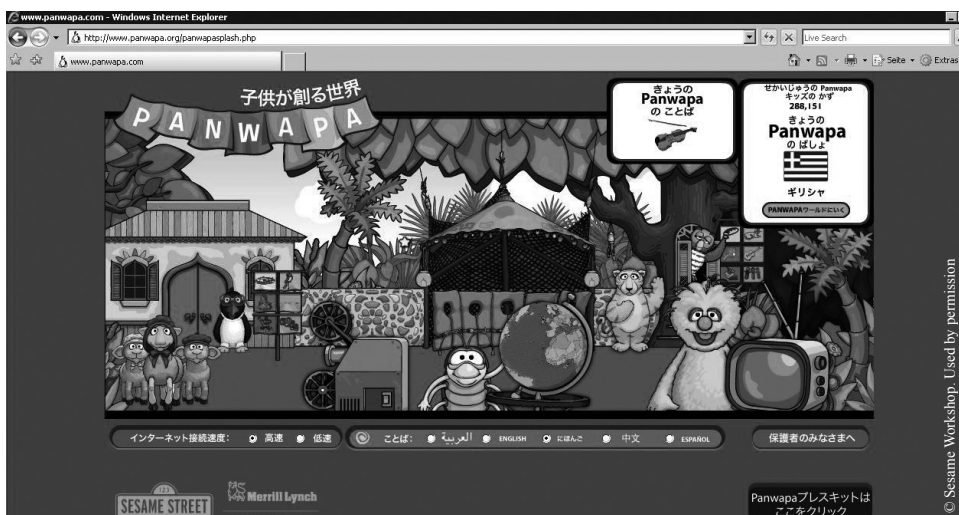 www.panwapa.com - Windows Internet Explorer
http://www.panwapa.org/panwapasplash.php
Live Search
www.panwapa.com
Seite
Extras
子供が創る世界
PANWAPA
きょうの
Panwapa
の ことば
せかいじゅうの Panwapa
キッズの かず
288,151
きょうの
Panwapa
の ばしょ
ギリシャ
PANWAPAワールドにいく
インターネット接続速度: 高速 低速
ことば: العربية ENGLISH にほんご 中文 ESPAÑOL
保護者のみなさまへ
123
SESAME STREET
Merrill Lynch
Panwapaプレスキットは
ここをクリック
© Sesame Workshop. Used by permission